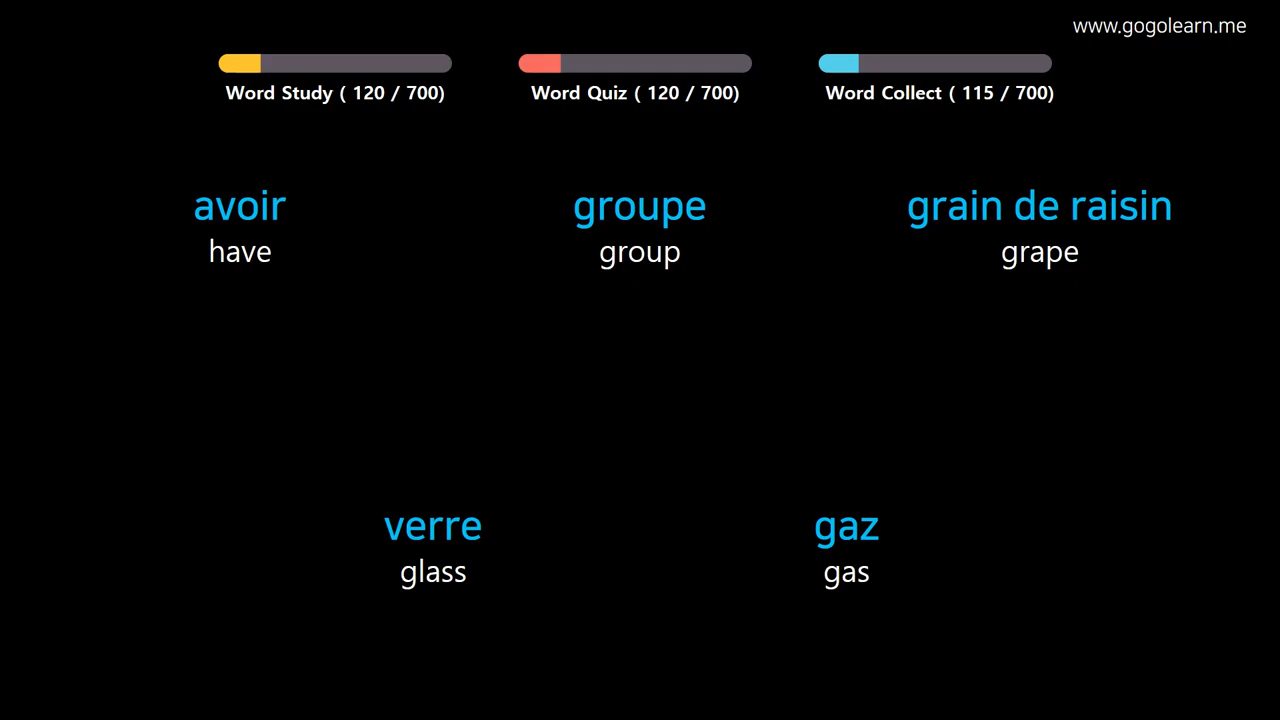 www.gogolearn.me
Word Study ( 120 / 700)
Word Quiz ( 120 / 700)
Word Collect ( 115 / 700)
avoir
have
groupe
group
grain de raisin
grape
verre
glass
gaz
gas